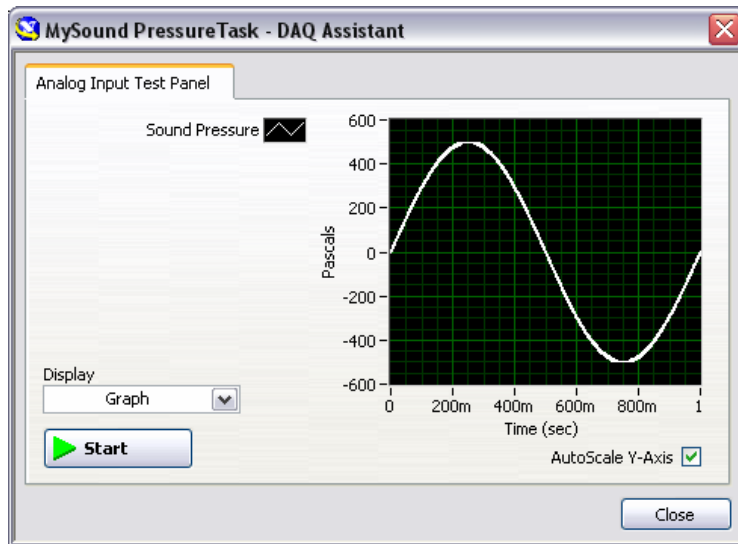 MySound PressureTask - DAQ Assistant
Analog Input Test Panel
Sound Pressure
600
400
200
0
-200
-400
-600
Pascals
0 200m 400m 600m 800m 1
Time (sec)
Display
Graph
Start
AutoScale Y-Axis
Close